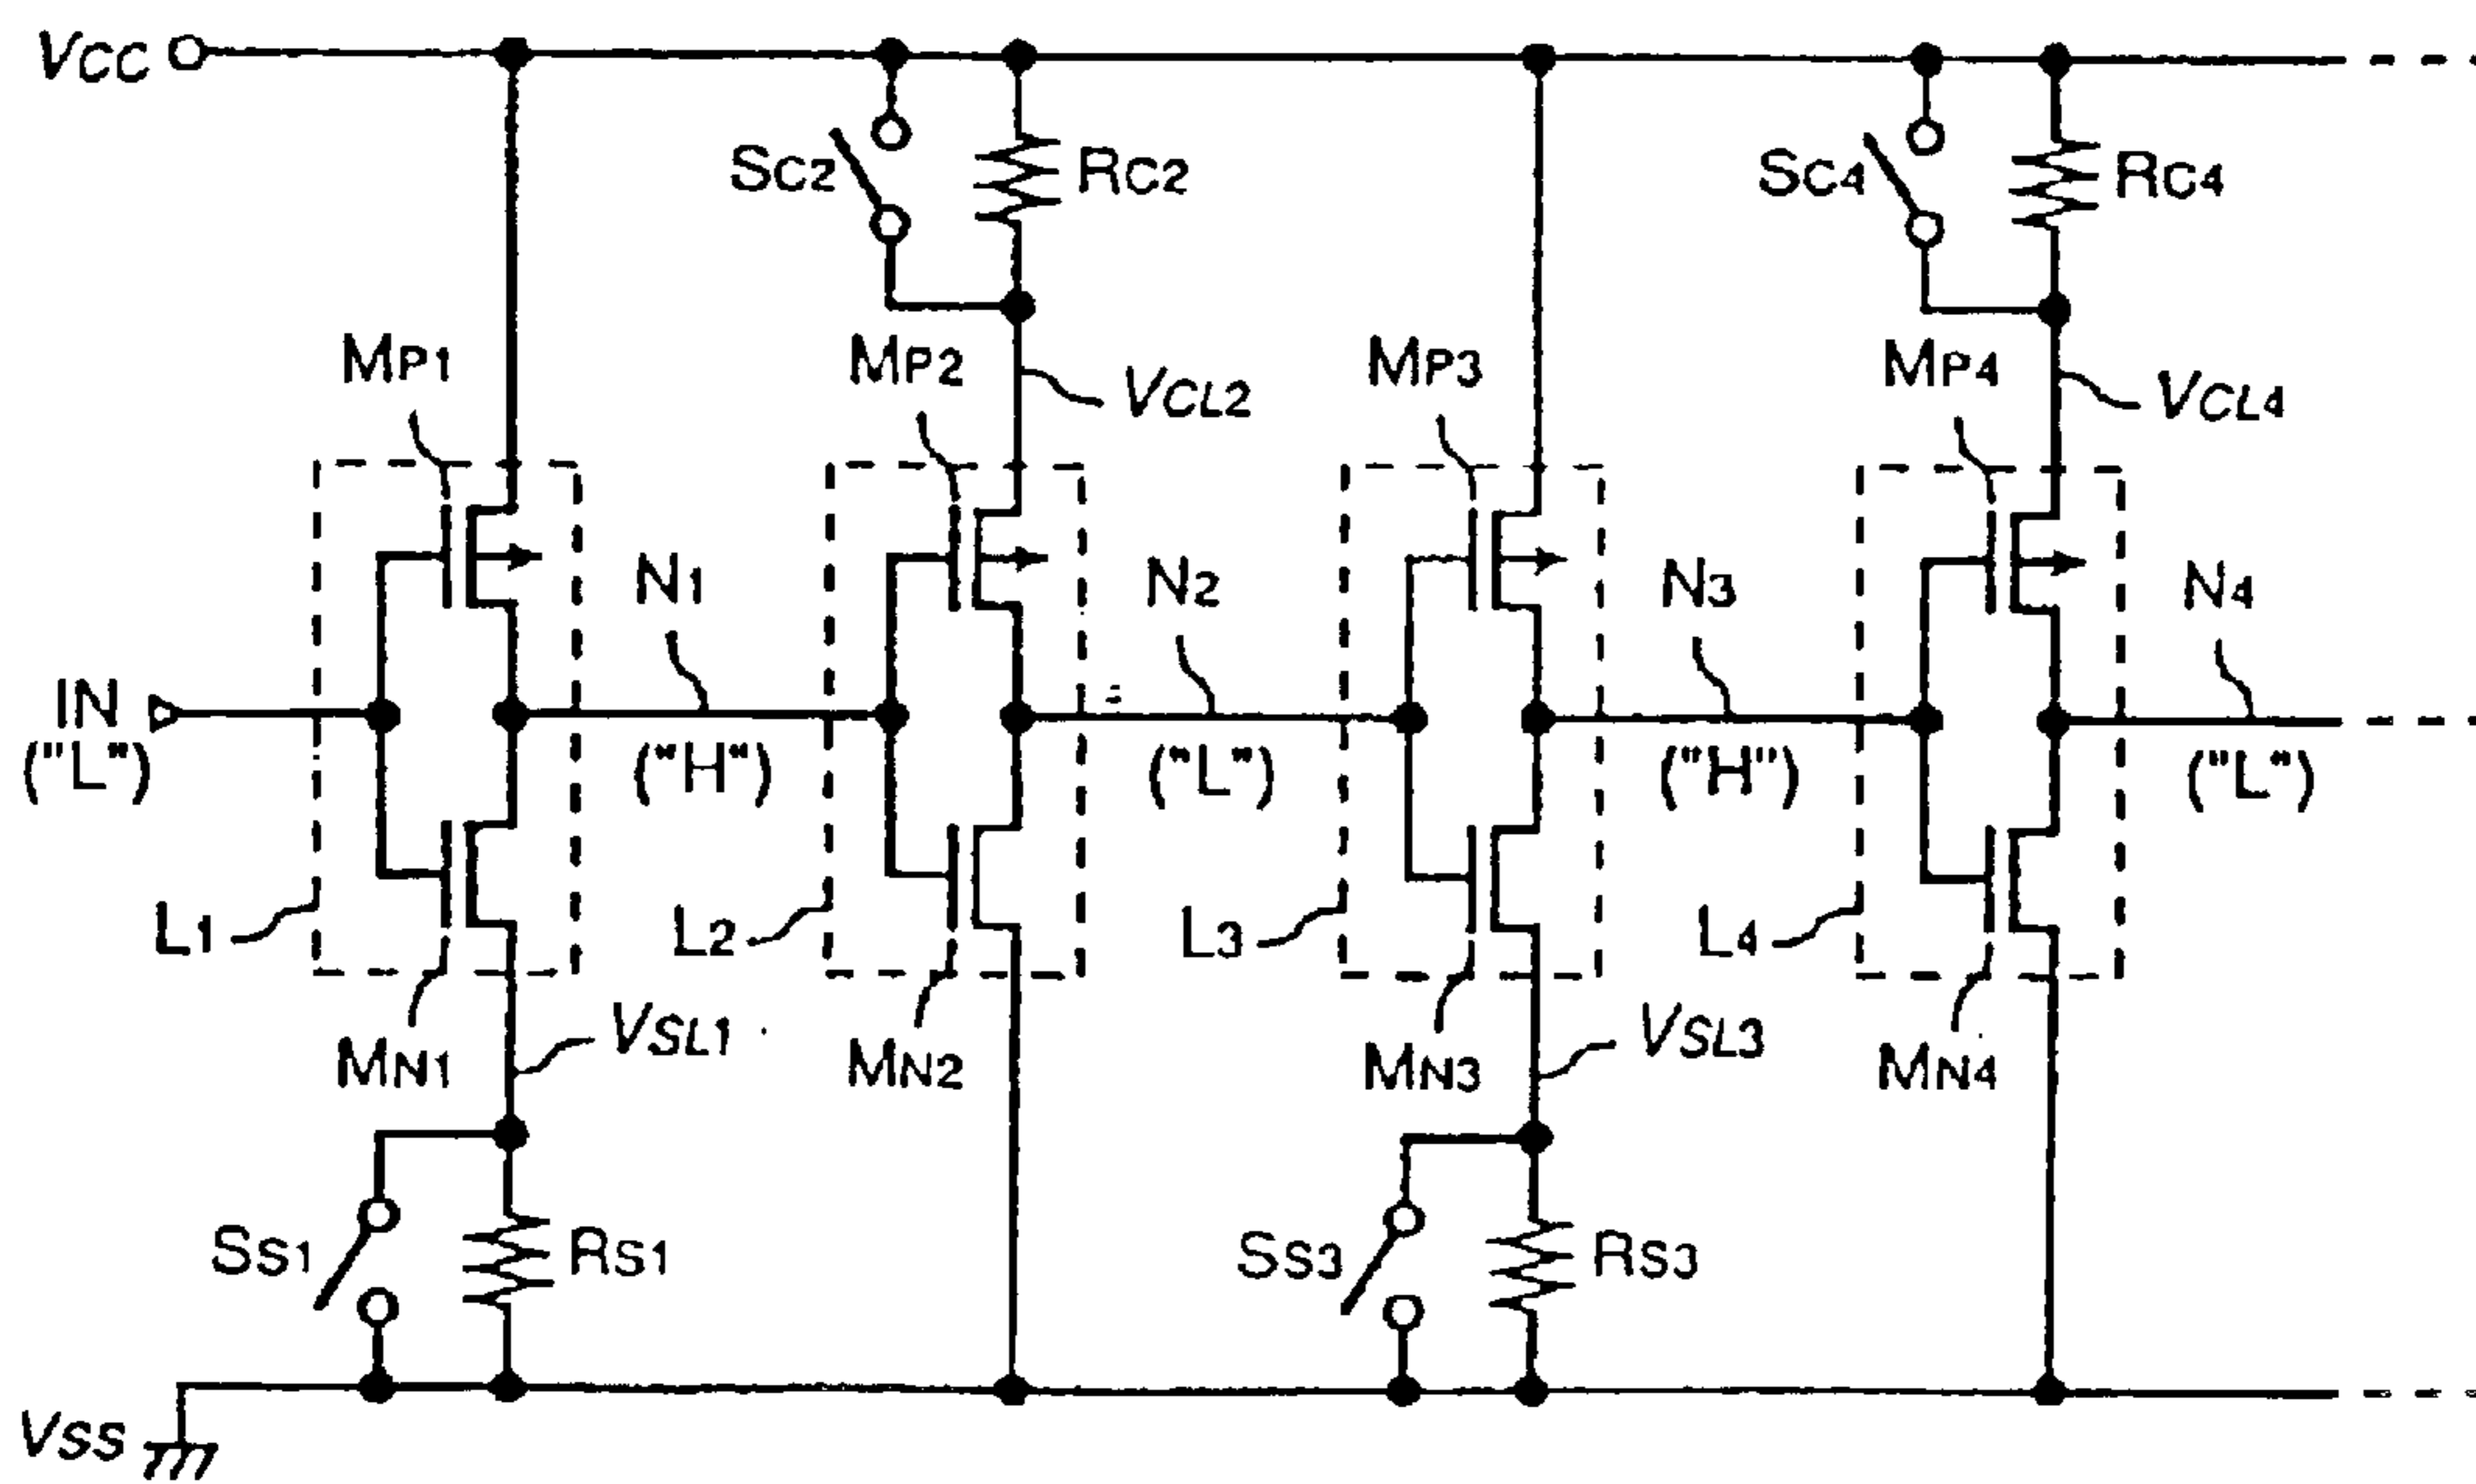 VCC
SC2
RC2
SC4
RC4
MP1
MP2
VCL2
MP3
MP4
VCL4
N1
N2
N3
N4
IN
("L")
("H")
("L")
("H")
("L")
L1
L2
L3
L4
MN1
VSL1
MN2
MN3
VSL3
MN4
SS1
RS1
SS3
RS3
VSS